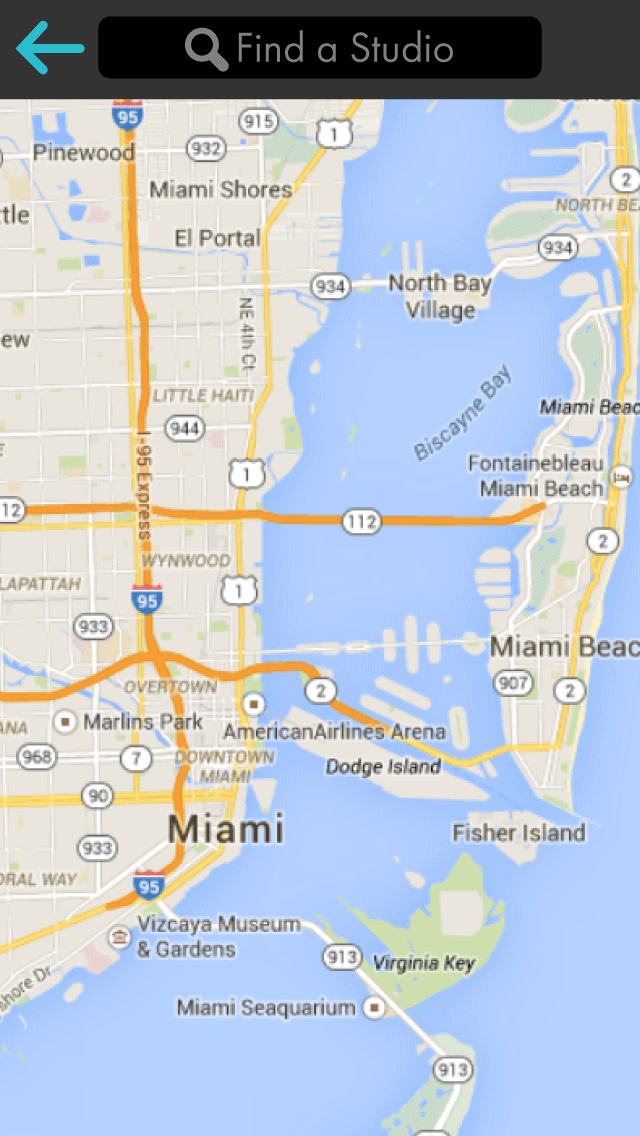 Find a Studio
95
915
1
Pinewood
932
2
Miami Shores
NORTH BE
tle
El Portal
934
934
North Bay
Village
NE 4th Ct
ew
LITTLE HAITI
Miami Beac
944
Biscayne Bay
I-95 Express
1
Fontainebleau
Miami Beach
12
112
2
WYNWOOD
LAPATTAH
95
1
933
Miami Beac
OVERTOWN
2
907
2
ANA
Marlins Park
AmericanAirlines Arena
968
7
DOWNTOWN
MIAMI
Dodge Island
90
Miami
933
Fisher Island
ORAL WAY
95
Vizcaya Museum
& Gardens
913
Virginia Key
shore Dr
Miami Seaquarium
913